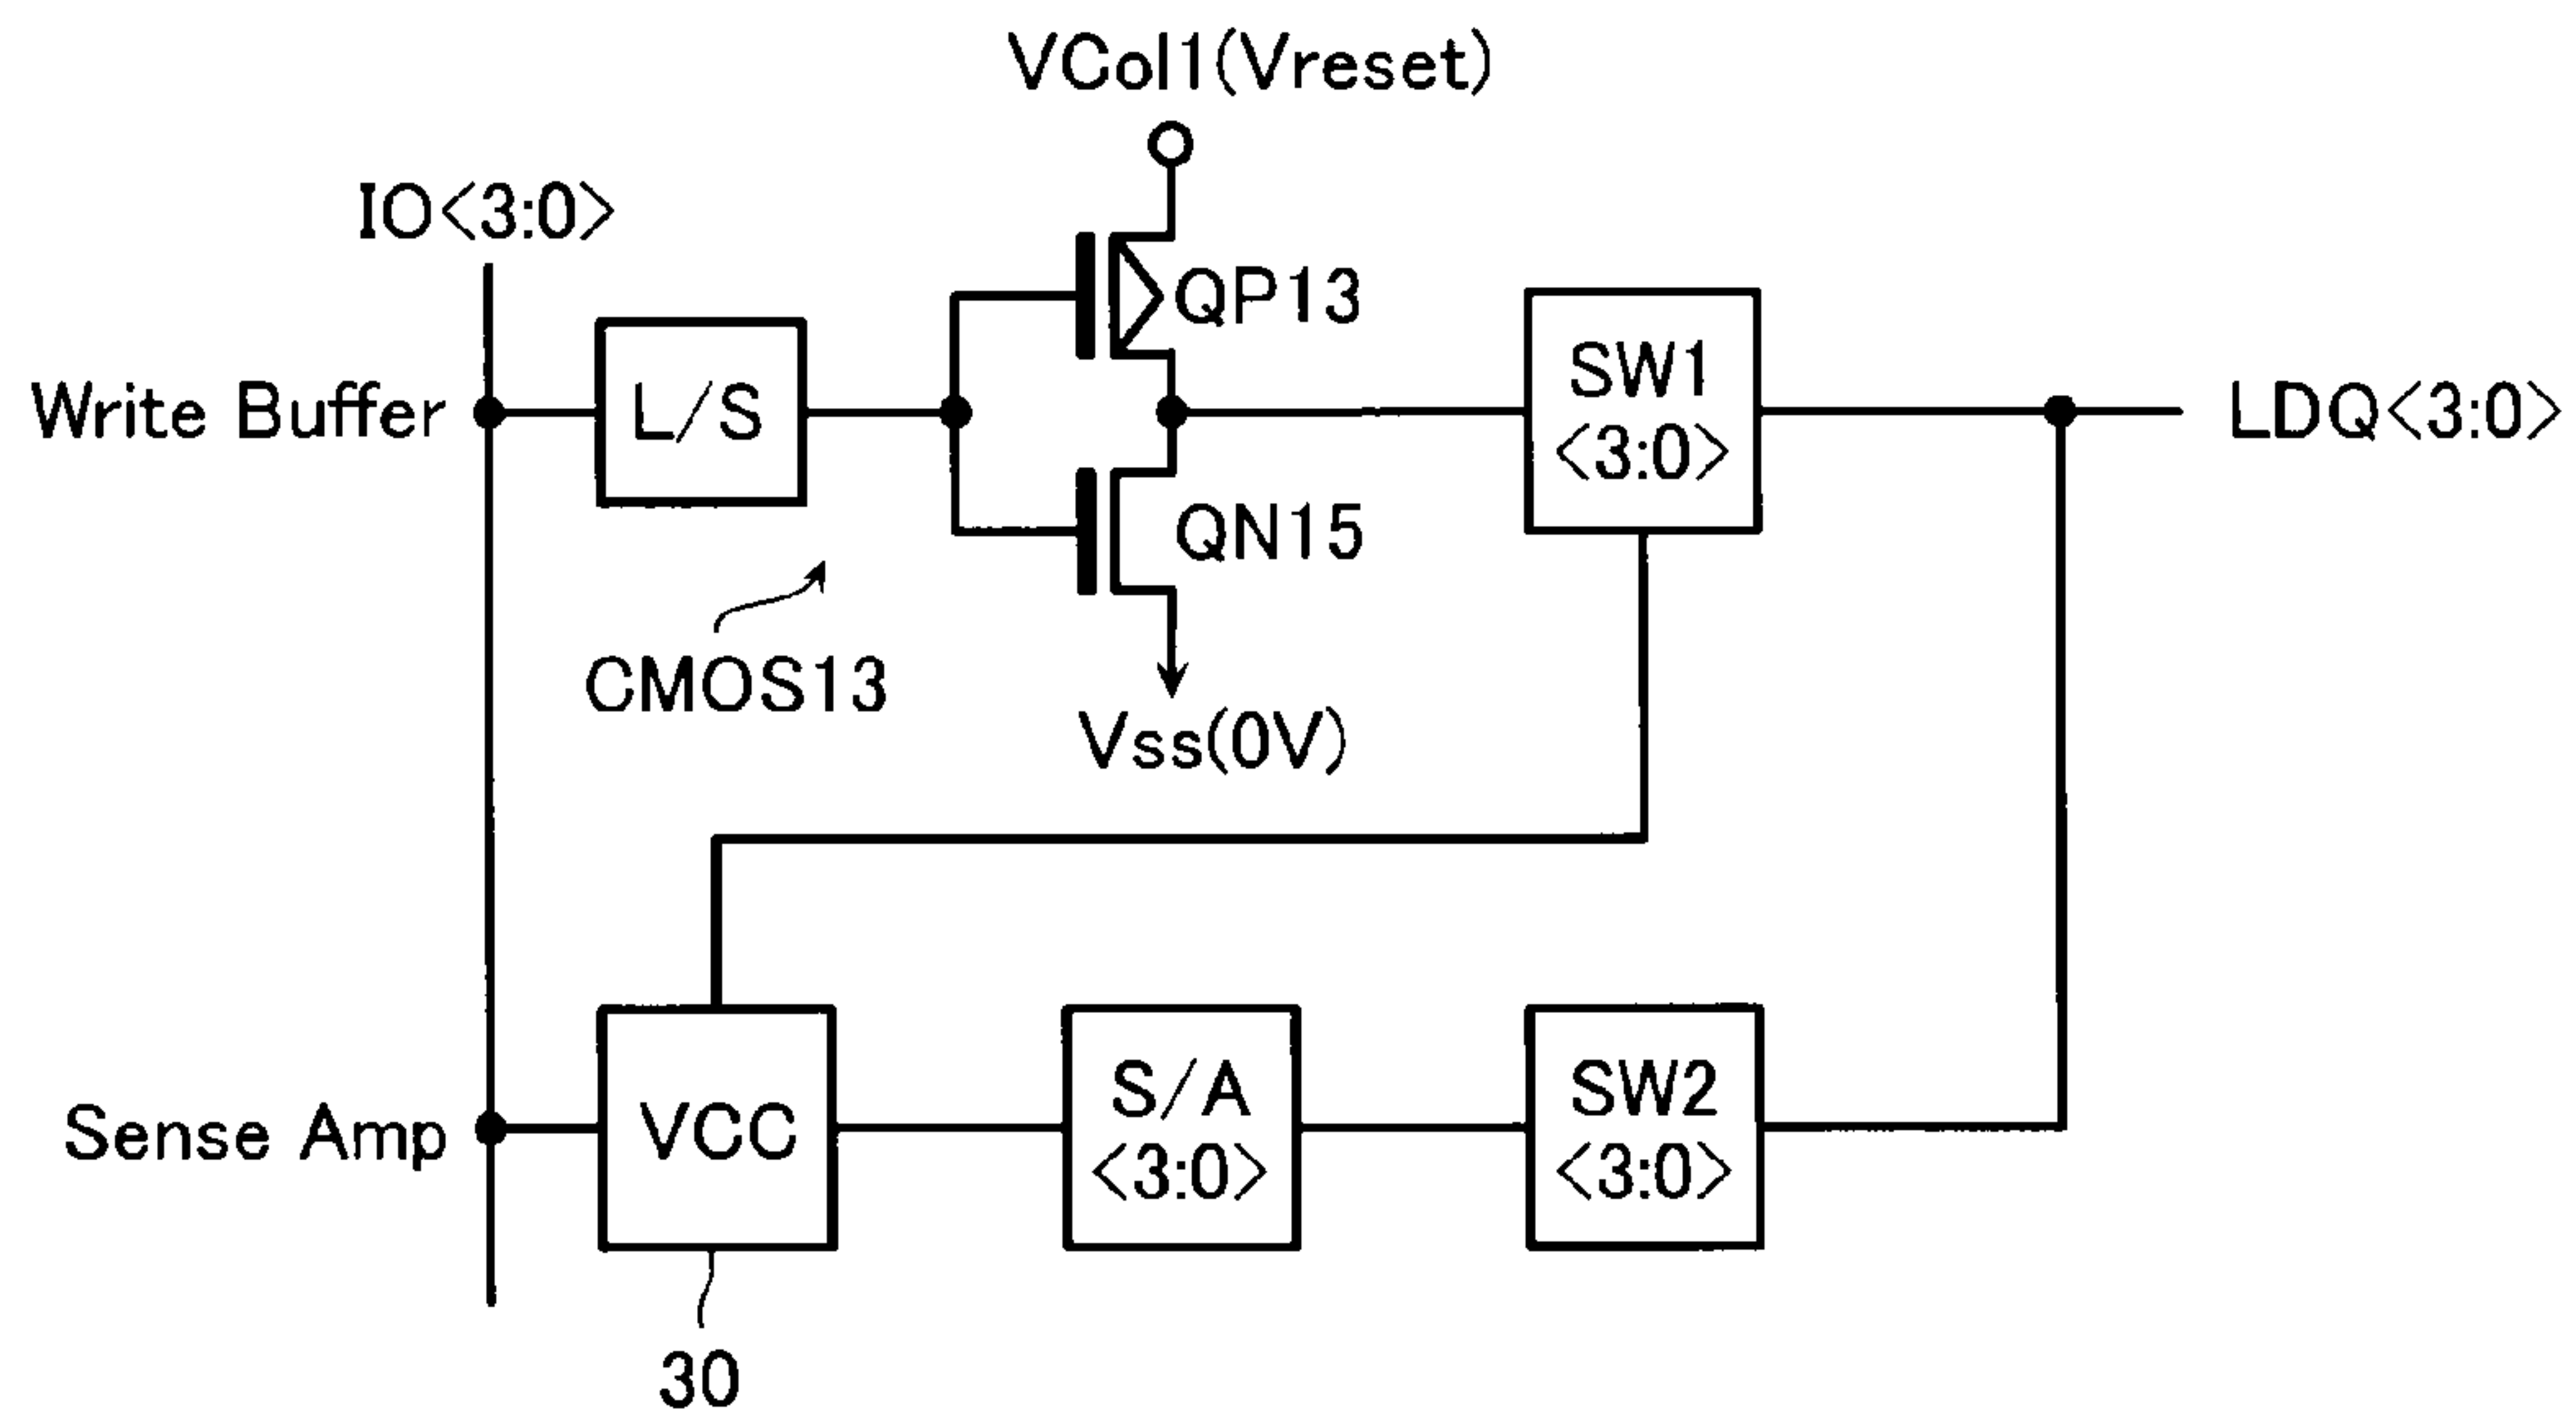 VCol1(Vreset)
IO<3:0>
QP13
Write Buffer
L/S
SW1
<3:0>
LDQ<3:0>
QN15
CMOS13
Vss(0V)
Sense Amp
VCC
S/A
<3:0>
SW2
<3:0>
30